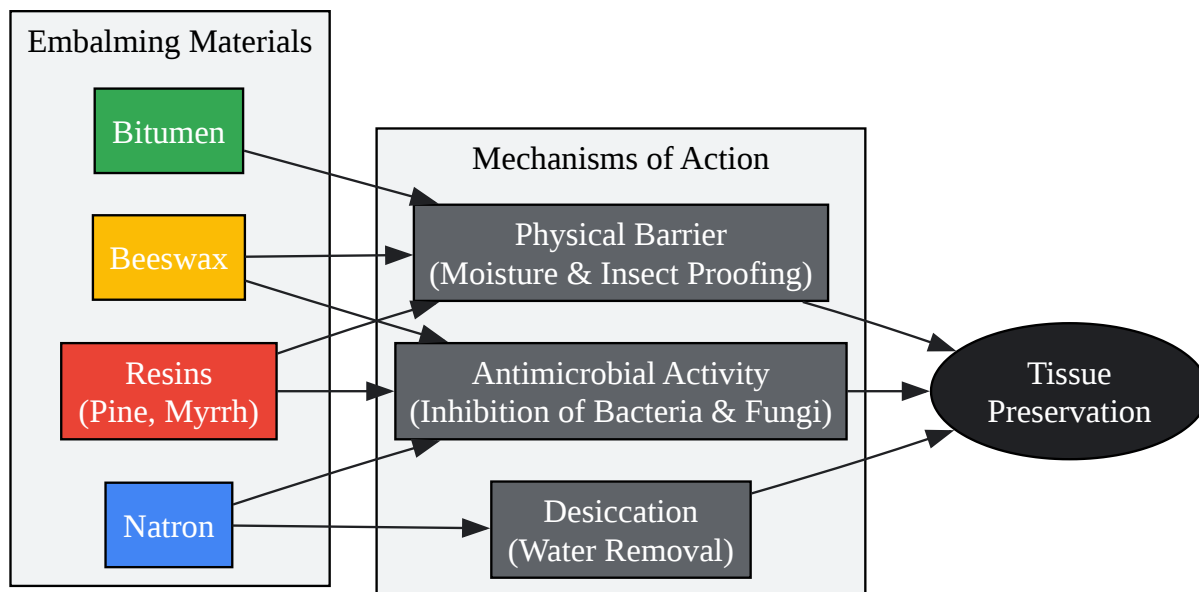 Embalming Materials
Bitumen
Beeswax
Resins
(Pine, Myrrh)
Natron
Mechanisms of Action
Physical Barrier
(Moisture & Insect Proofing)
Antimicrobial Activity
(Inhibition of Bacteria & Fungi)
Desiccation
(Water Removal)
Tissue
Preservation